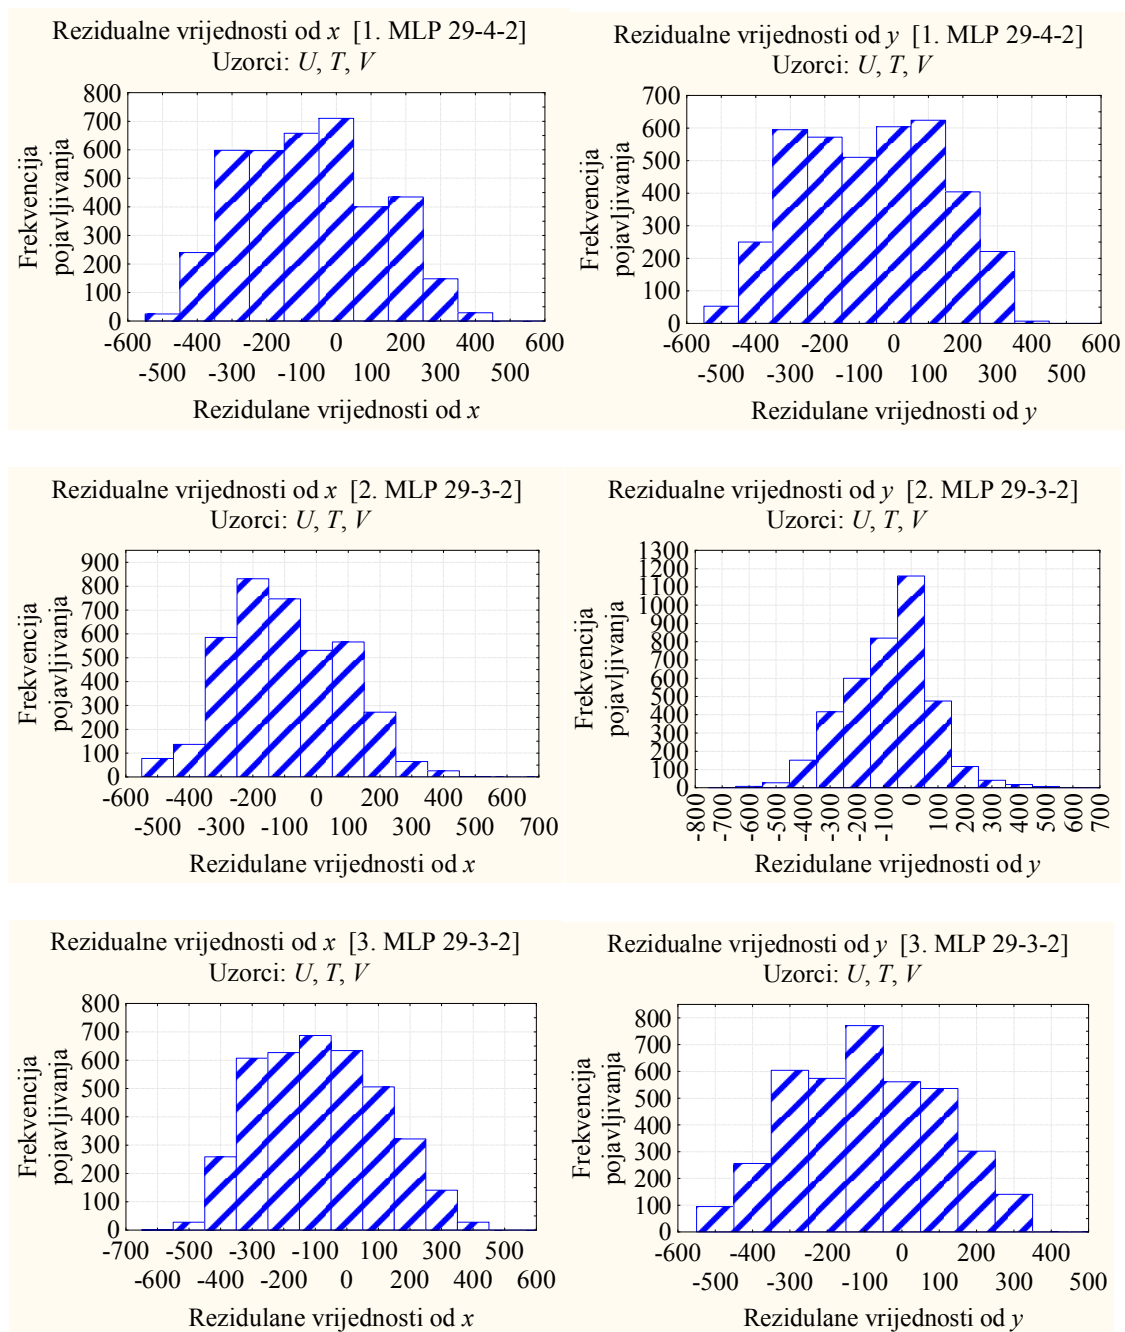 Rezidualne vrijednosti od x [1. MLP 29-4-2]
Uzorci: U, T, V
800
700
600
500
400
300
200
100
0
Frekvencija
pojavljivanja
-600 -400 -200 0 200 400 600
-500 -300 -100 100 300 500
Rezidulane vrijednosti od x
Rezidualne vrijednosti od y [1. MLP 29-4-2]
Uzorci: U, T, V
700
600
500
400
300
200
100
0
Frekvencija
pojavljivanja
-600 -400 -200 0 200 400 600
-500 -300 -100 100 300 500
Rezidulane vrijednosti od y
Rezidualne vrijednosti od x [2. MLP 29-3-2]
Uzorci: U, T, V
900
800
700
600
500
400
300
200
100
0
Frekvencija
pojavljivanja
-600 -400 -200 0 200 400 600
-500 -300 -100 100 300 500 700
Rezidulane vrijednosti od x
Rezidualne vrijednosti od y [2. MLP 29-3-2]
Uzorci: U, T, V
1300
1200
1100
1000
900
800
700
600
500
400
300
200
100
0
Frekvencija
pojavljivanja
-800 -700 -600 -500 -400 -300 -200 -100 0 100 200 300 400 500 600 700
Rezidulane vrijednosti od y
Rezidualne vrijednosti od x [3. MLP 29-3-2]
Uzorci: U, T, V
800
700
600
500
400
300
200
100
0
Frekvencija
pojavljivanja
-700 -500 -300 -100 100 300 500
-600 -400 -200 0 200 400 600
Rezidulane vrijednosti od x
Rezidualne vrijednosti od y [3. MLP 29-3-2]
Uzorci: U, T, V
800
700
600
500
400
300
200
100
0
Frekvencija
pojavljivanja
-600 -400 -200 0 200 400
-500 -300 -100 100 300 500
Rezidulane vrijednosti od y